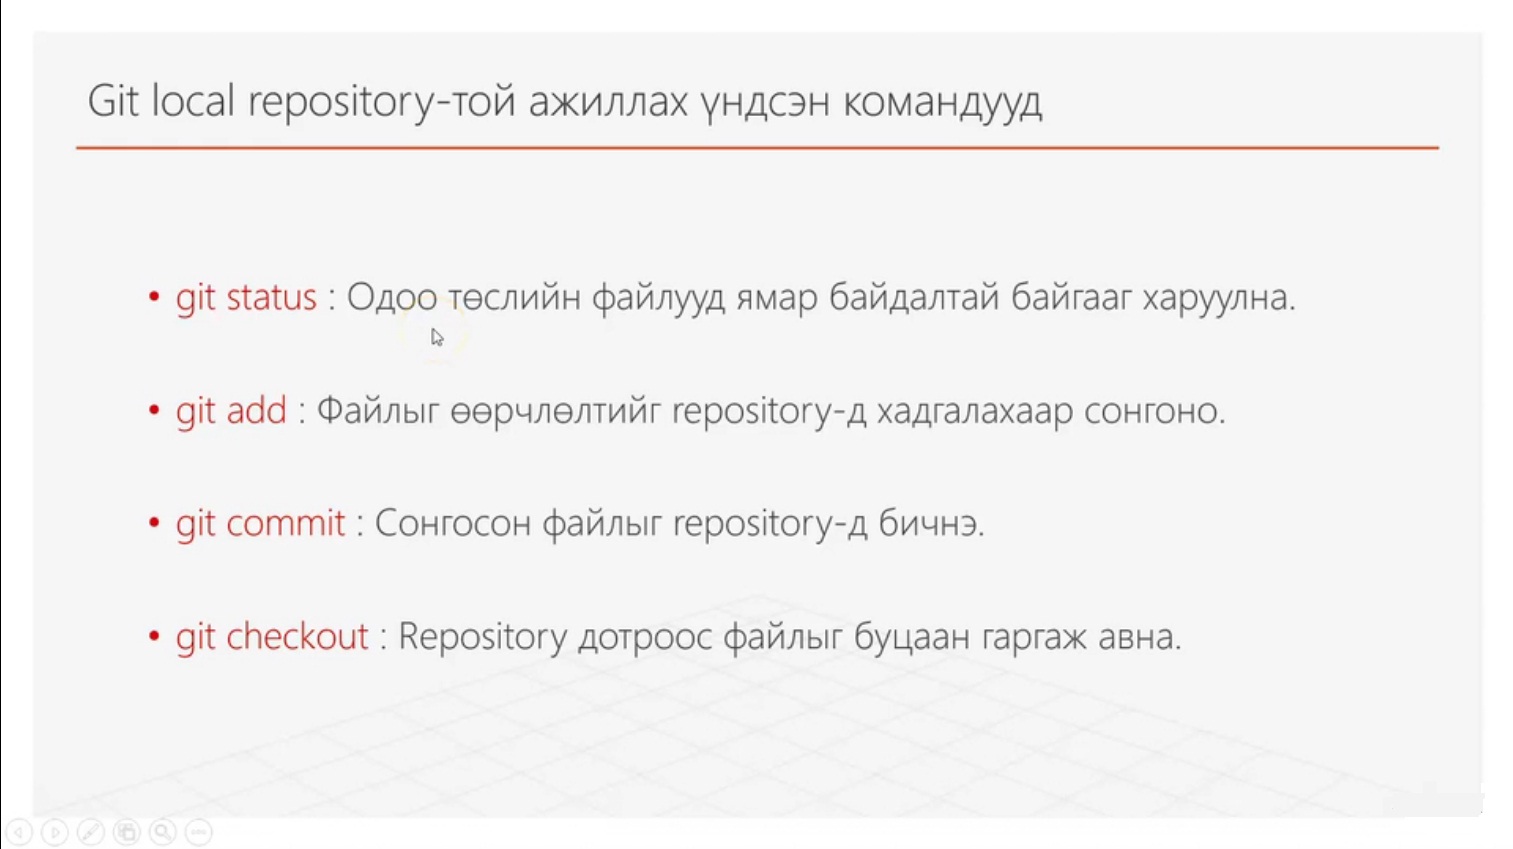 Git local repository-той ажиллах үндсэн командууд
• git status : Одоо төслийн файлууд ямар байдалтай байгааг харуулна.
• git add : Файлыг өөрчлөлтийг repository-д хадгалахаар сонгоно.
• git commit : Сонгосон файлыг repository-д бичнэ.
• git checkout : Repository дотроос файлыг буцаан гаргаж авна.